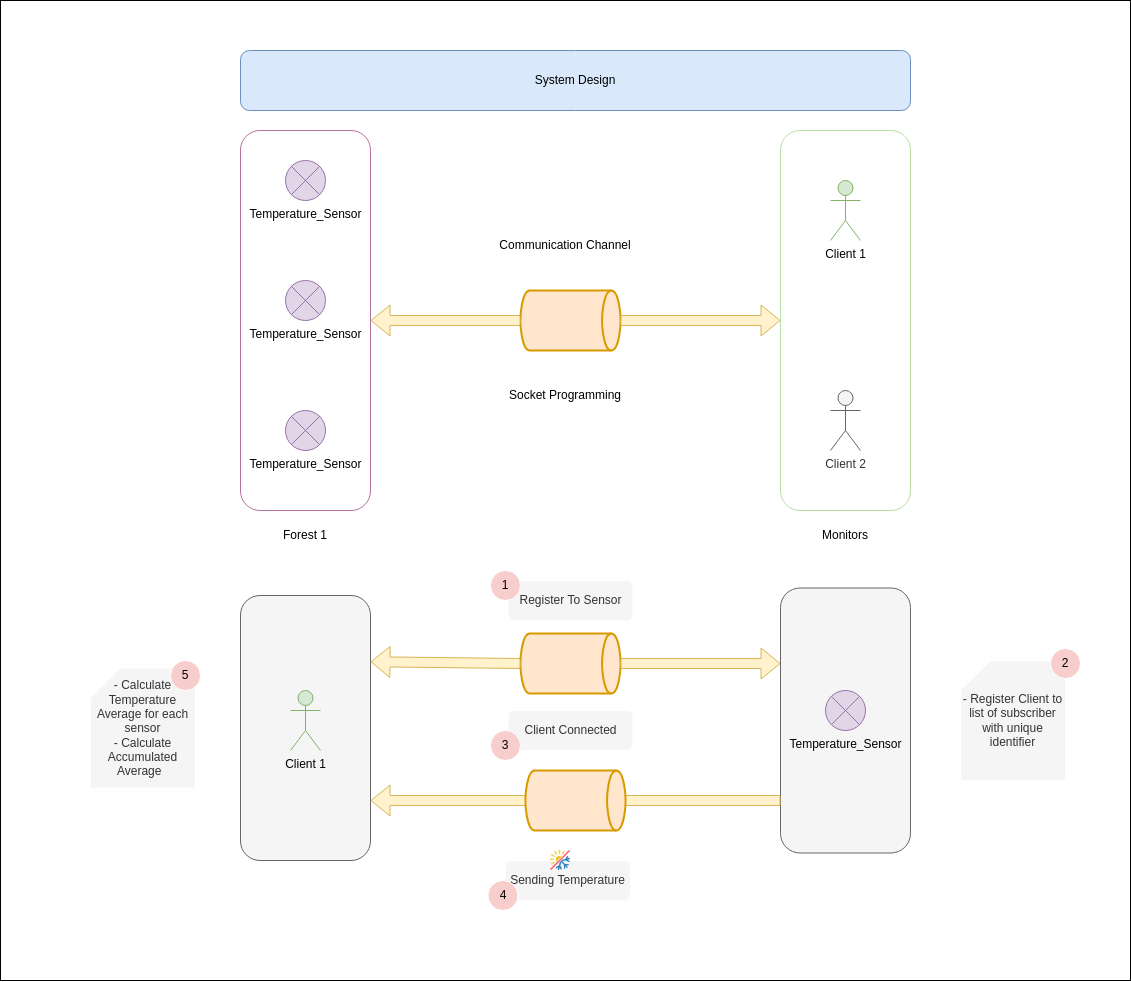 System Design
Temperature_Sensor
Temperature_Sensor
Temperature_Sensor
Forest 1
Communication Channel
Socket Programming
Client 1
Client 2
Monitors
1
Register To Sensor
2
- Register Client to
list of subscriber
with unique
identifier
Client Connected
3
Client 1
Temperature_Sensor
Sending Temperature
4
5
- Calculate
Temperature
Average for each
sensor
- Calculate
Accumulated
Average